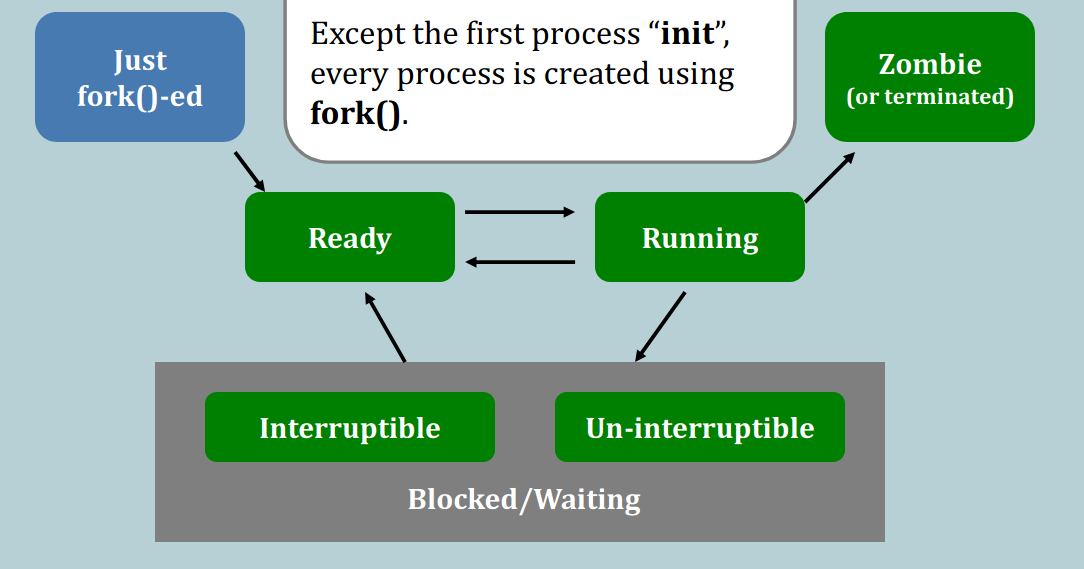 Just
fork()-ed
Except the first process “init”,
every process is created using
fork().
Zombie
(or terminated)
Ready
Running
Interruptible
Un-interruptible
Blocked/Waiting